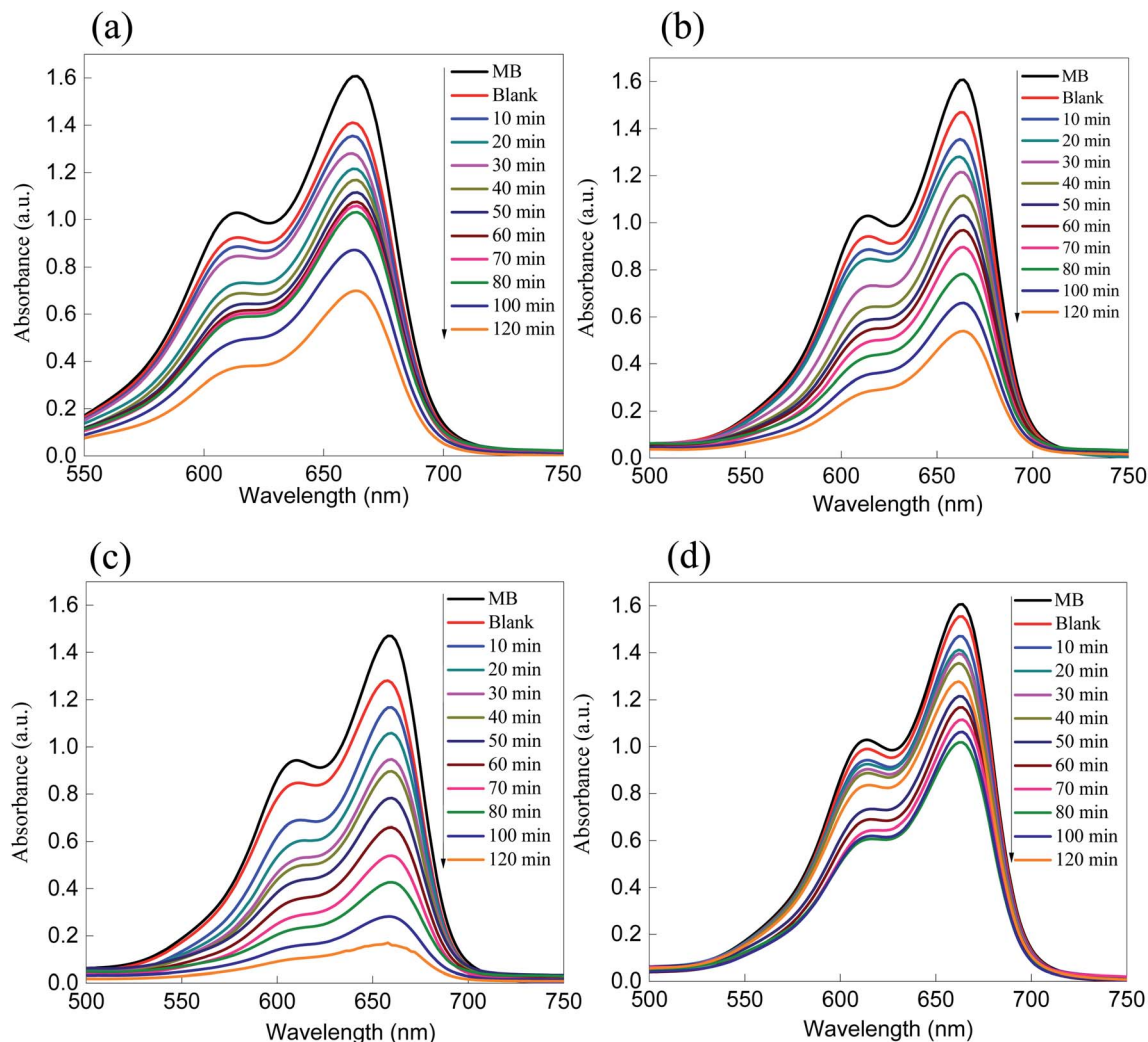 (a)
Absorbance (a.u.)
1.6
1.4
1.2
1.0
0.8
0.6
0.4
0.2
0.0
550
600
650
700
750
Wavelength (nm)
MB
Blank
10 min
20 min
30 min
40 min
50 min
60 min
70 min
80 min
100 min
120 min
(b)
Absorbance (a.u.)
1.6
1.4
1.2
1.0
0.8
0.6
0.4
0.2
0.0
500
550
600
650
700
750
Wavelength (nm)
MB
Blank
10 min
20 min
30 min
40 min
50 min
60 min
70 min
80 min
100 min
120 min
(c)
Absorbance (a.u.)
1.6
1.4
1.2
1.0
0.8
0.6
0.4
0.2
0.0
500
550
600
650
700
750
Wavelength (nm)
MB
Blank
10 min
20 min
30 min
40 min
50 min
60 min
70 min
80 min
100 min
120 min
(d)
Absorbance (a.u.)
1.6
1.4
1.2
1.0
0.8
0.6
0.4
0.2
0.0
500
550
600
650
700
750
Wavelength (nm)
MB
Blank
10 min
20 min
30 min
40 min
50 min
60 min
70 min
80 min
100 min
120 min